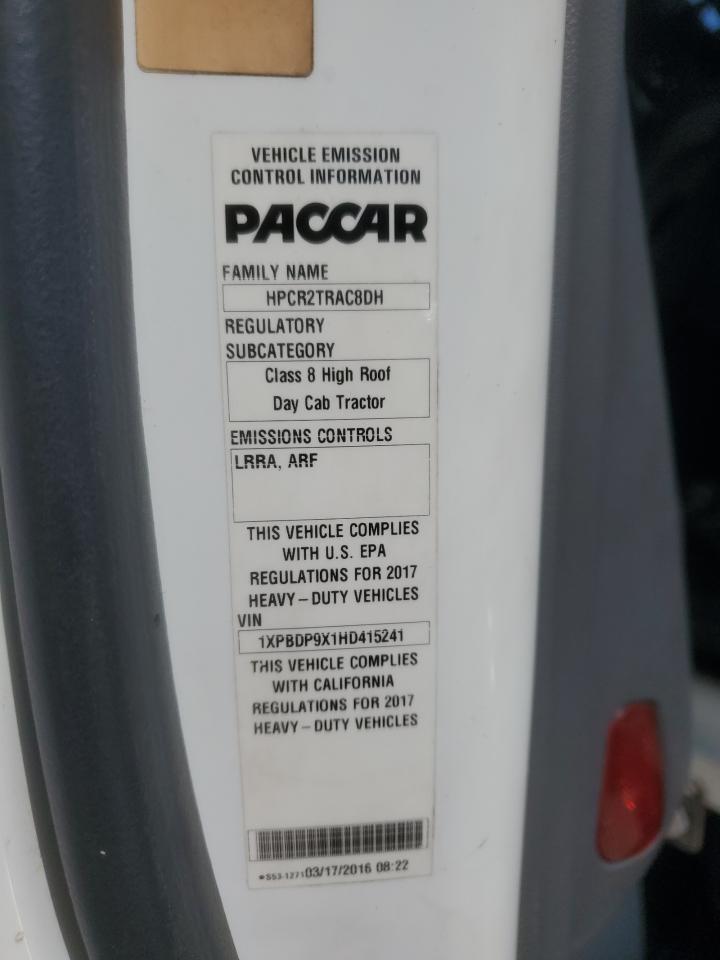 VEHICLE EMISSION
CONTROL INFORMATION
PACCAR
FAMILY NAME
HPCR2TRAC8DH
REGULATORY
SUBCATEGORY
Class 8 High Roof
Day Cab Tractor
EMISSIONS CONTROLS
LRRA, ARF
THIS VEHICLE COMPLIES
WITH U.S. EPA
REGULATIONS FOR 2017
HEAVY-DUTY VEHICLES
VIN
1XPBDP9X1HD415241
THIS VEHICLE COMPLIES
WITH CALIFORNIA
REGULATIONS FOR 2017
HEAVY-DUTY VEHICLES
*S53-1271 03/17/2016 08:22